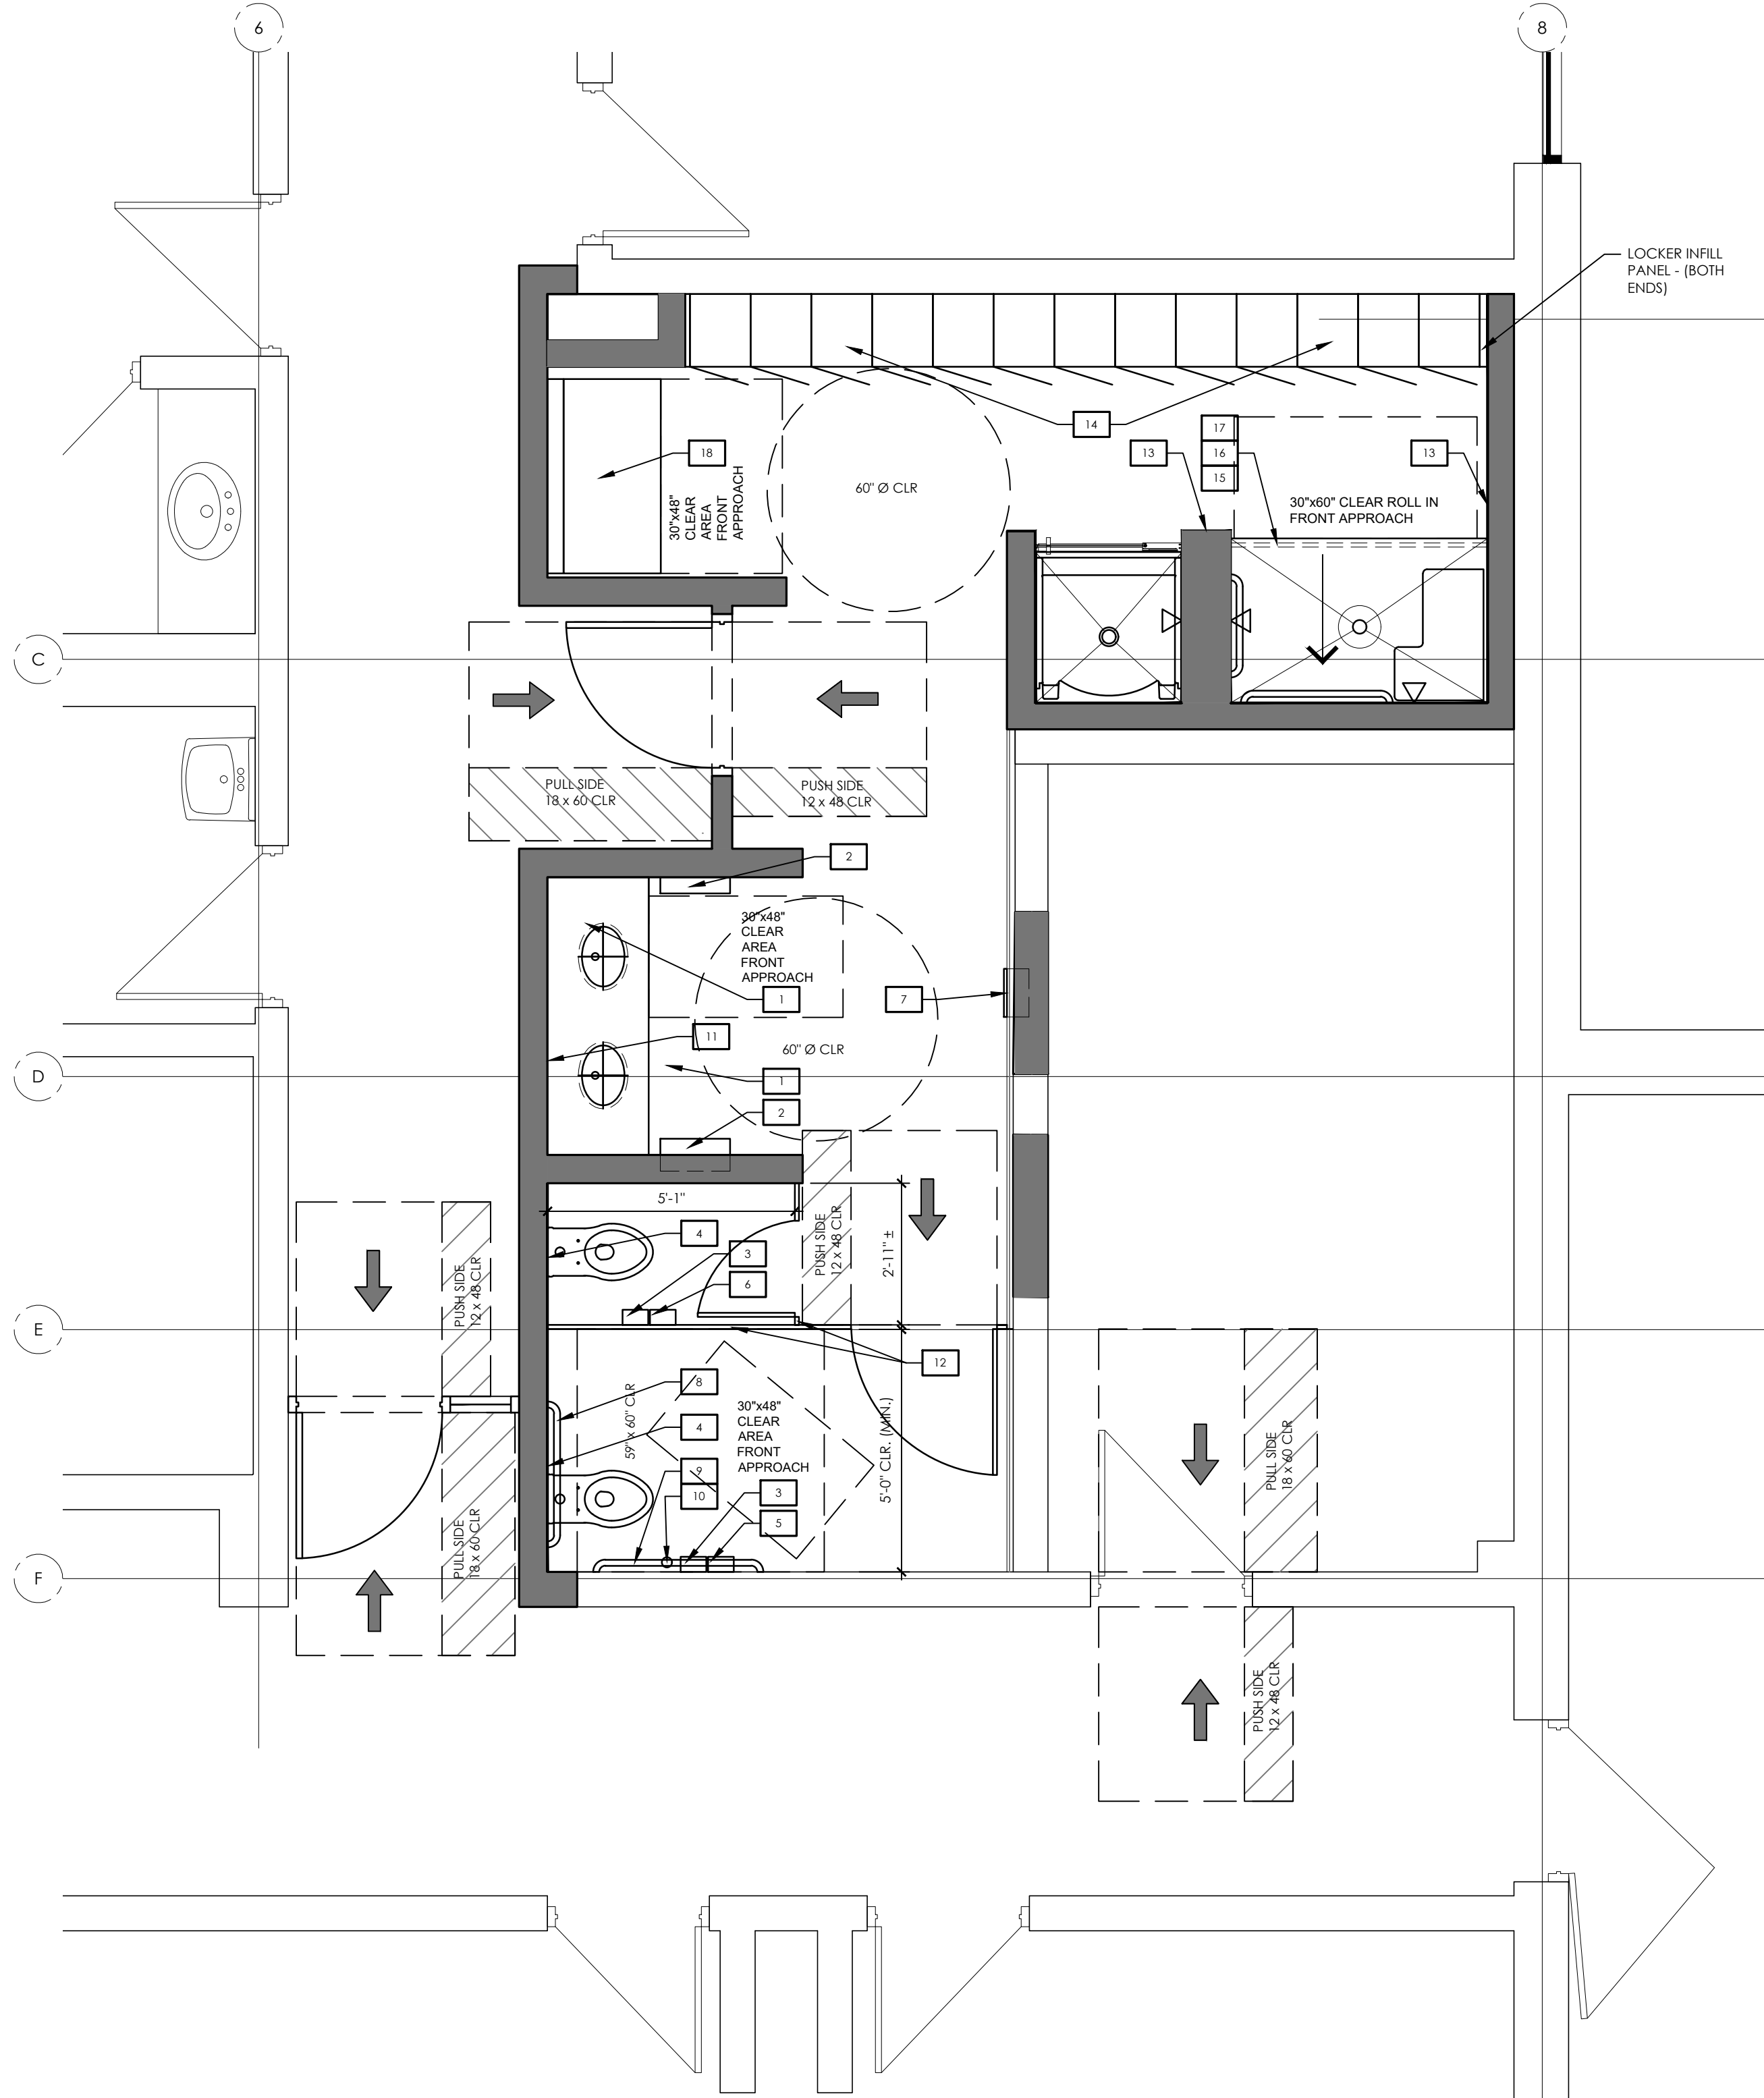 6
8
LOCKER INFILL
PANEL - (BOTH
ENDS)
14
17
16
15
13
13
18
30"x48"
CLEAR
AREA
FRONT
APPROACH
60" Ø CLR
30"x60" CLEAR ROLL IN
FRONT APPROACH
C
PULL SIDE
18 x 60 CLR
PUSH SIDE
12 x 48 CLR
2
30"x48"
CLEAR
AREA
FRONT
APPROACH
1
7
11
60" Ø CLR
D
1
2
5'-1"
4
3
6
PUSH SIDE
12 x 48 CLR
2'-11" ±
PUSH SIDE
12 x 48 CLR
E
12
8
59" x 60" CLR
30"x48"
CLEAR
AREA
FRONT
APPROACH
4
9
10
3
5
5'-0" CLR. (MIN.)
PULL SIDE
18 x 60 CLR
PULL SIDE
18 x 60 CLR
F
PUSH SIDE
12 x 48 CLR